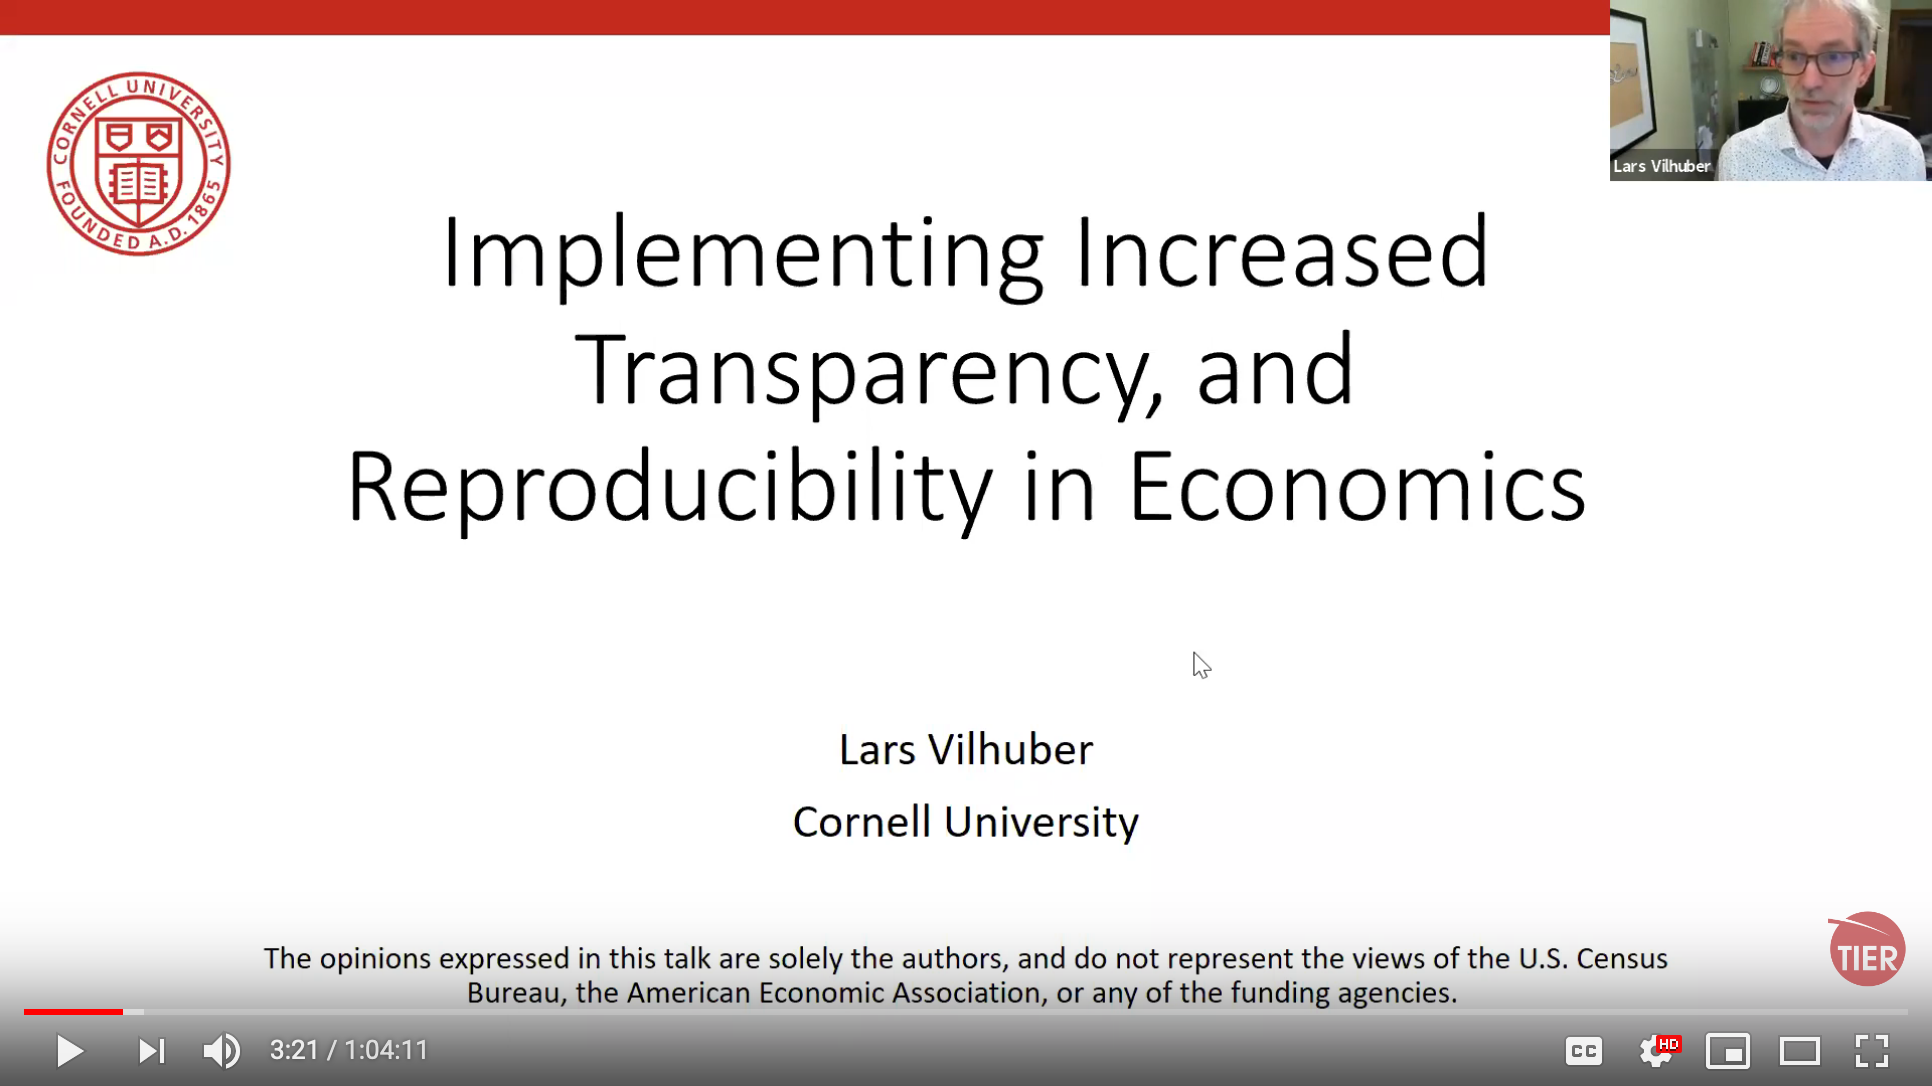 CORNELL UNIVERSITY
FOUNDED A.D. 1865
Lars Vilhuber
Implementing Increased
Transparency, and
Reproducibility in Economics
Lars Vilhuber
Cornell University
TIER
The opinions expressed in this talk are solely the authors, and do not represent the views of the U.S. Census
Bureau, the American Economic Association, or any of the funding agencies.
3:21 / 1:04:11
CC
HD